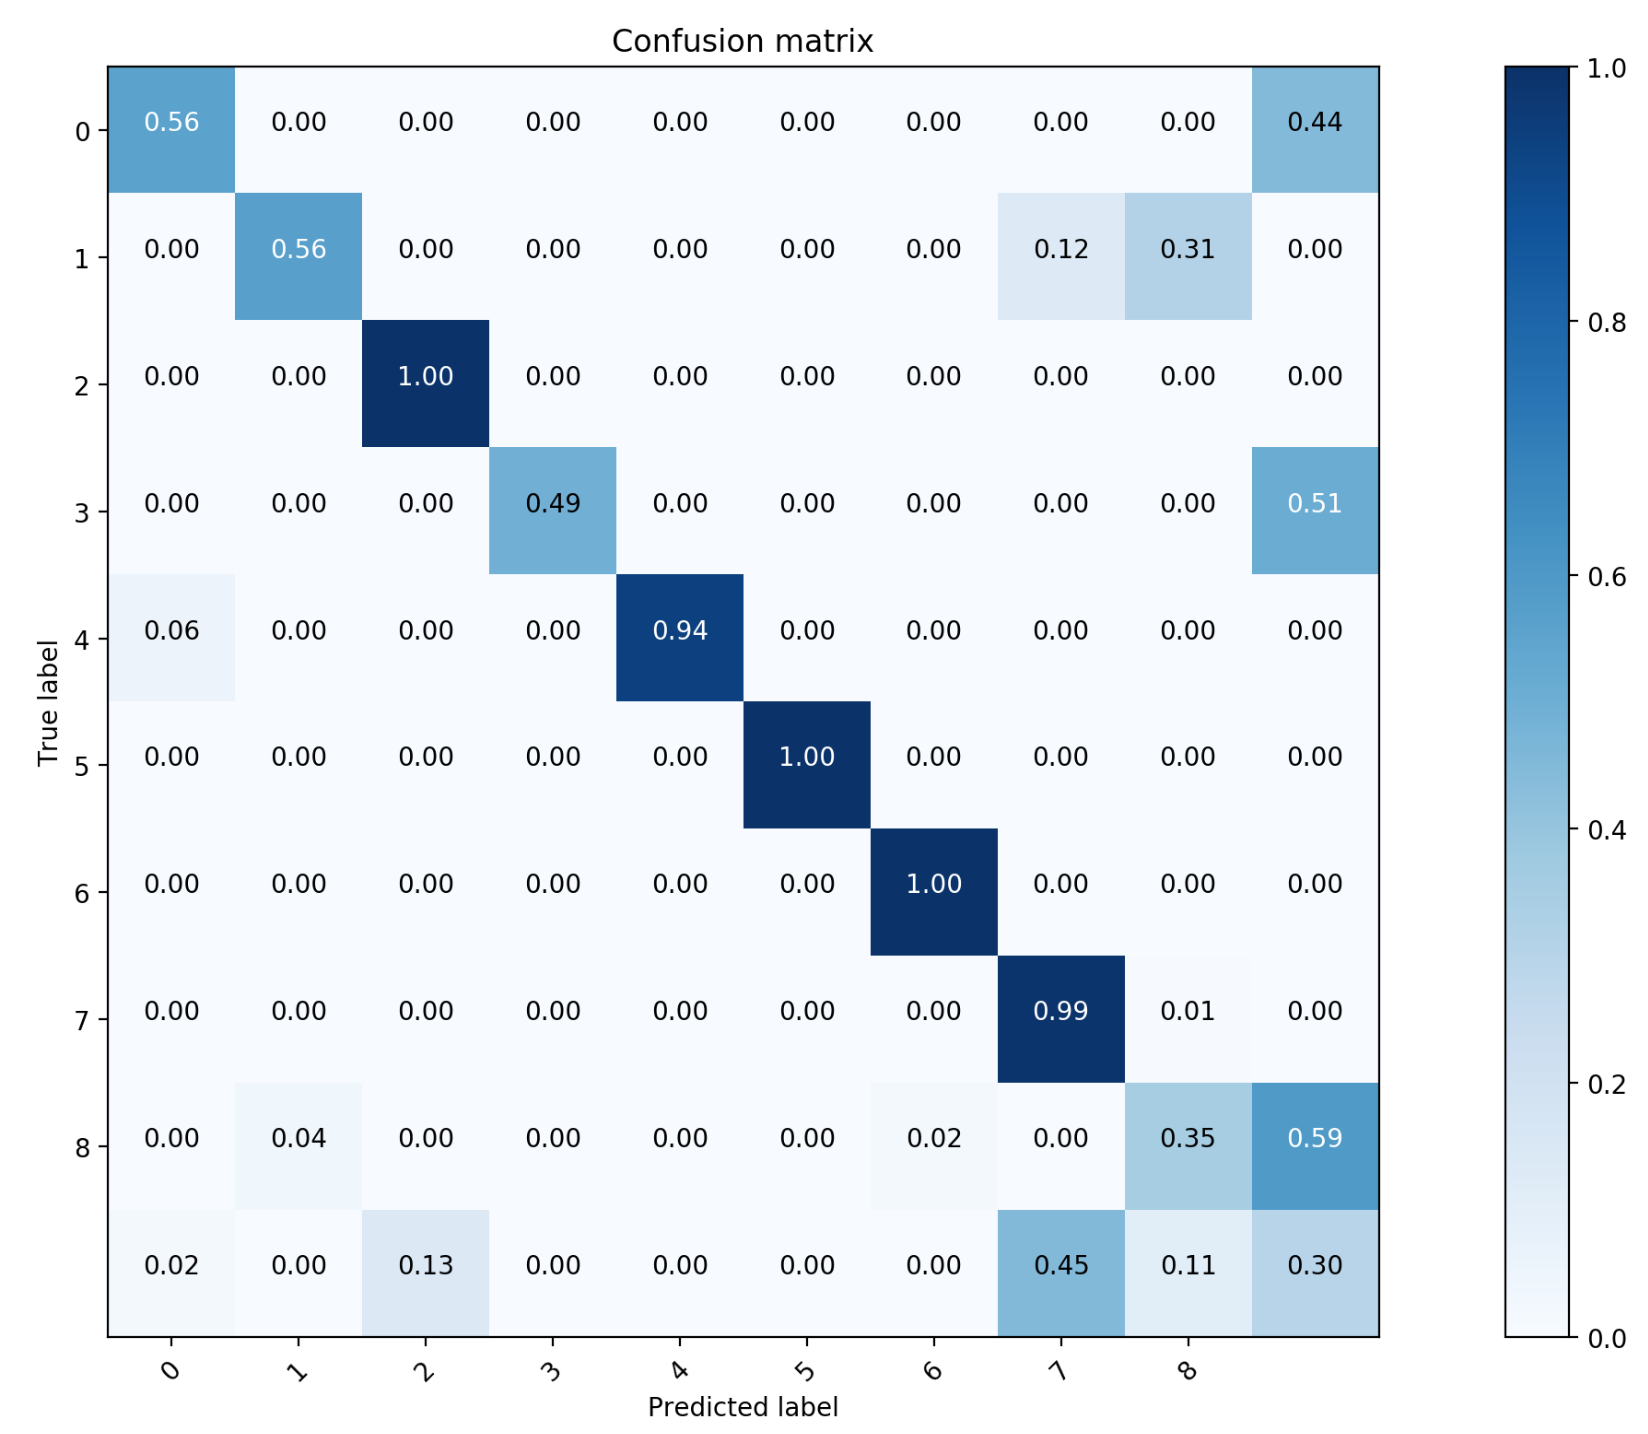 Confusion matrix
0 0.56 0.00 0.00 0.00 0.00 0.00 0.00 0.00 0.00 0.44
1 0.00 0.56 0.00 0.00 0.00 0.00 0.00 0.12 0.31 0.00
2 0.00 0.00 1.00 0.00 0.00 0.00 0.00 0.00 0.00 0.00
3 0.00 0.00 0.00 0.49 0.00 0.00 0.00 0.00 0.00 0.51
4 0.06 0.00 0.00 0.00 0.94 0.00 0.00 0.00 0.00 0.00
5 0.00 0.00 0.00 0.00 0.00 1.00 0.00 0.00 0.00 0.00
6 0.00 0.00 0.00 0.00 0.00 0.00 1.00 0.00 0.00 0.00
7 0.00 0.00 0.00 0.00 0.00 0.00 0.00 0.99 0.01 0.00
8 0.00 0.04 0.00 0.00 0.00 0.00 0.02 0.00 0.35 0.59
0.02 0.00 0.13 0.00 0.00 0.00 0.00 0.45 0.11 0.30
0 1 2 3 4 5 6 7 8
Predicted label
True label
1.0
0.8
0.6
0.4
0.2
0.0